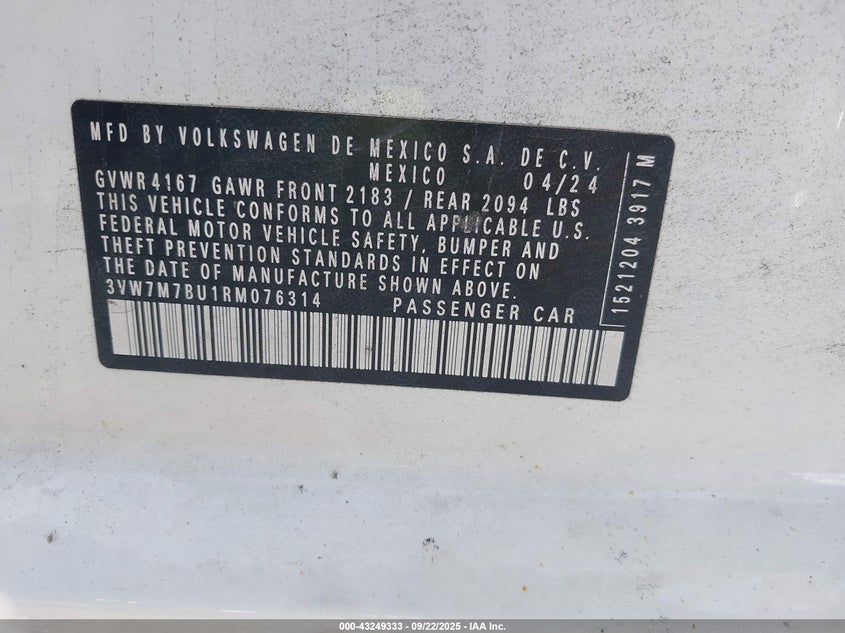 MFD BY VOLKSWAGEN DE MEXICO S.A. DE C.V.
MEXICO 04/24
GVWR 4167 GAWR FRONT 2183 / REAR 2094 LBS
THIS VEHICLE CONFORMS TO ALL APPLICABLE U.S.
FEDERAL MOTOR VEHICLE SAFETY, BUMPER AND
THEFT PREVENTION STANDARDS IN EFFECT ON
THE DATE OF MANUFACTURE SHOWN ABOVE.
3VW7M7BU1RM076314 PASSENGER CAR
1521204 3917 M
000-43249333 - 09/22/2025 - IAA Inc.